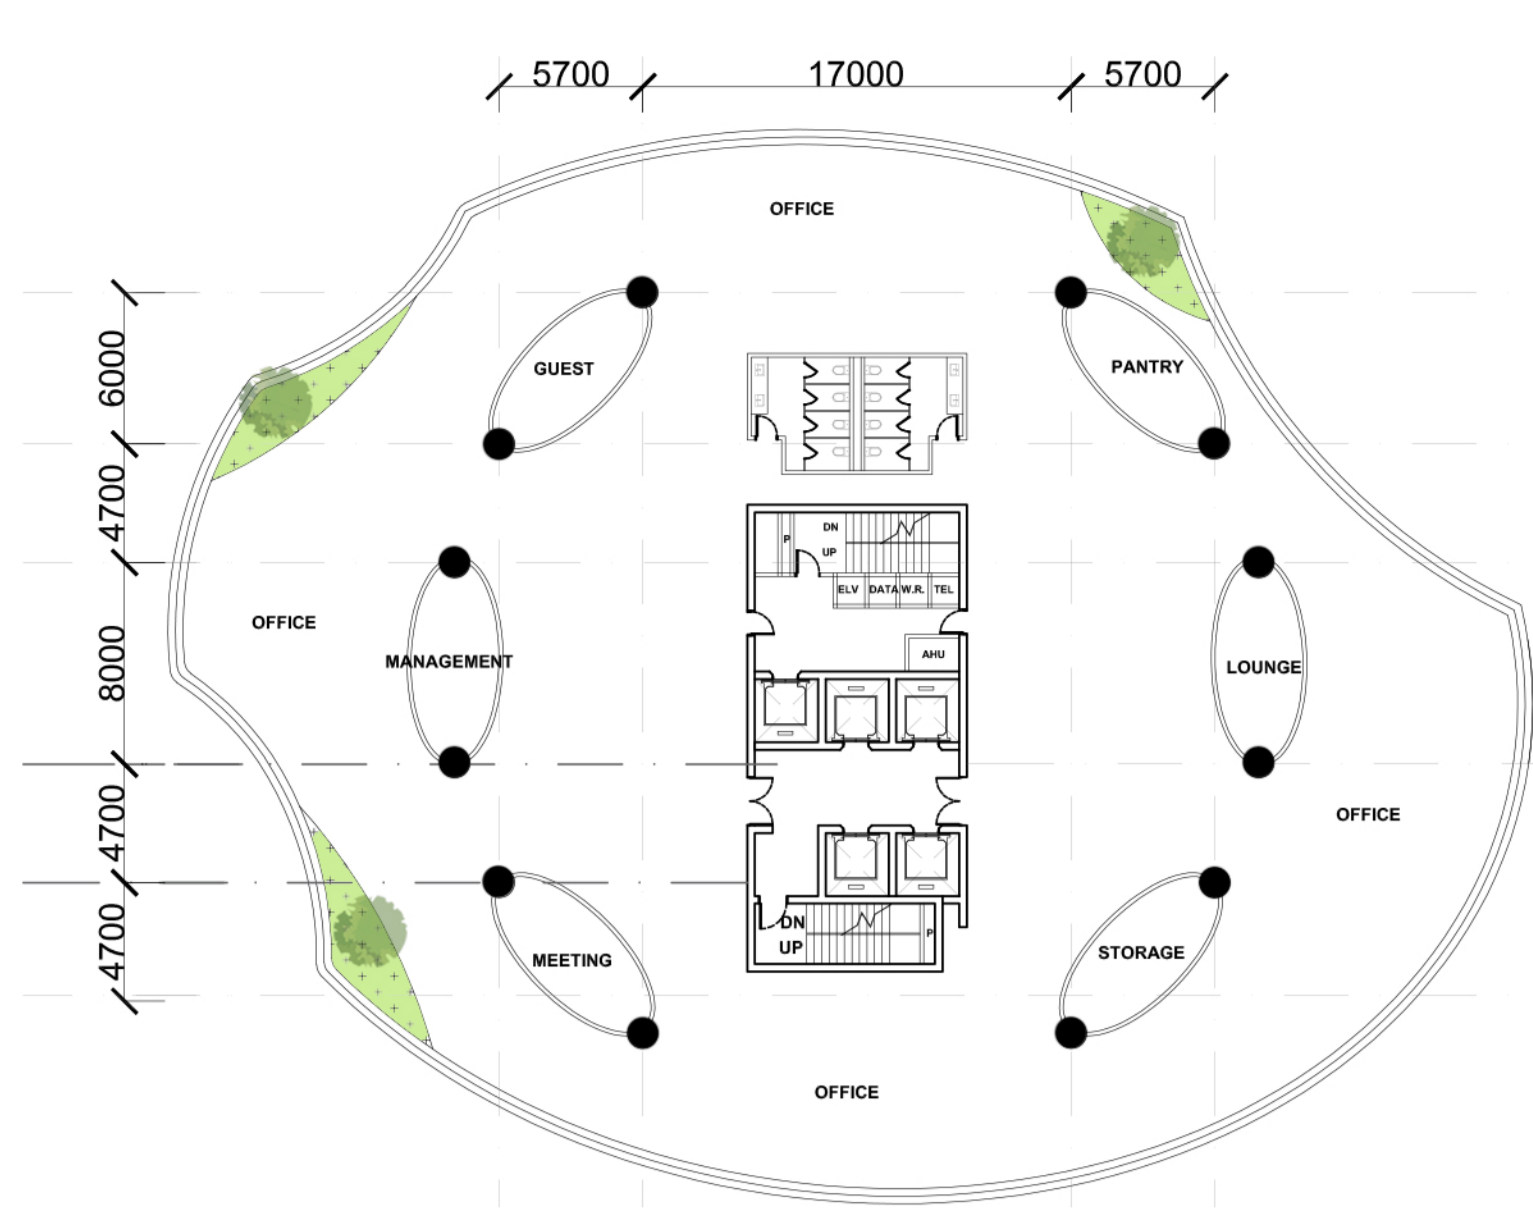 5700
17000
5700
OFFICE
6000
GUEST
PANTRY
4700
DN
P
UP
ELV
DATA
W.R.
TEL
OFFICE
AHU
8000
MANAGEMENT
LOUNGE
4700
OFFICE
4700
DN
P
UP
MEETING
STORAGE
OFFICE